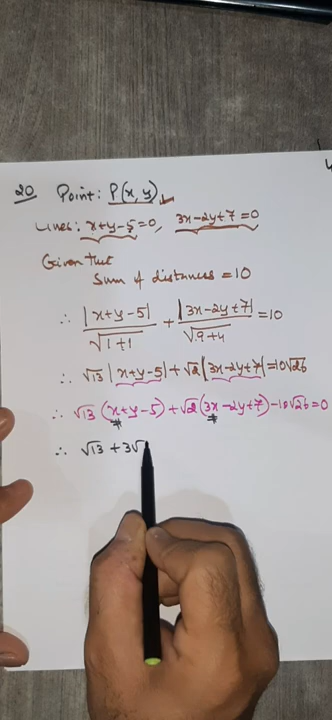 20 Point: P(x, y),
Lines: x+y-5=0, 3x-2y+7=0
Given that
Sum of distances = 10
∴ |x+y-5|/√(1+1) + |3x-2y+7|/√(9+4) = 10
∴ √13 |x+y-5| + √2 |3x-2y+7| = 10√26
∴ √13 (x+y-5) + √2 (3x-2y+7) - 10√26 = 0
∴ √13 + 3√